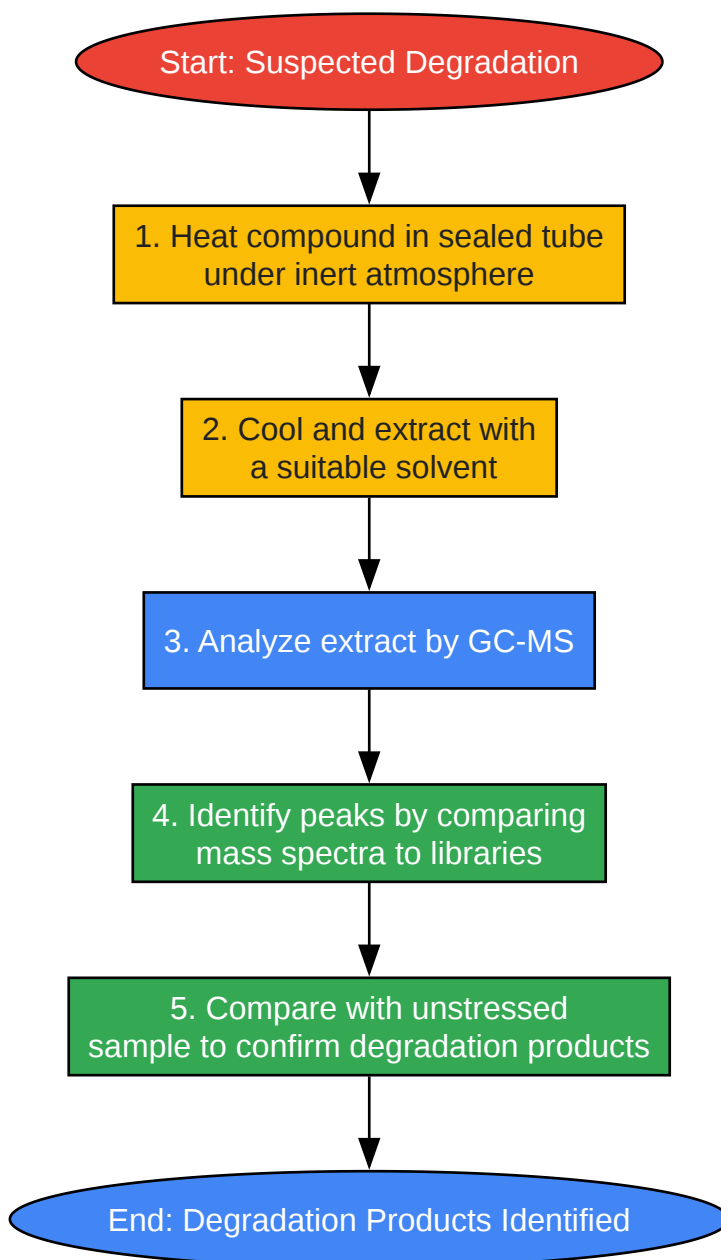 Start: Suspected Degradation
1. Heat compound in sealed tube
under inert atmosphere
2. Cool and extract with
a suitable solvent
3. Analyze extract by GC-MS
4. Identify peaks by comparing
mass spectra to libraries
5. Compare with unstressed
sample to confirm degradation products
End: Degradation Products Identified